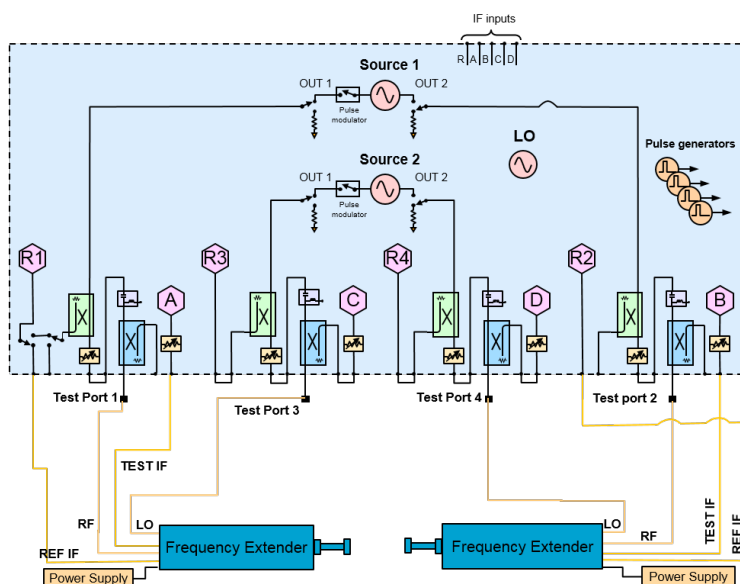 IF inputs
R A B C D
Source 1
OUT 1
OUT 2
Pulse
modulator
LO
Pulse generators
Source 2
OUT 1
OUT 2
Pulse
modulator
R1
R3
R4
R2
A
C
D
B
Test Port 1
Test Port 3
Test Port 4
Test port 2
TEST IF
RF
LO
REF IF
Frequency Extender
Power Supply
LO
RF
TEST IF
REF IF
Frequency Extender
Power Supply